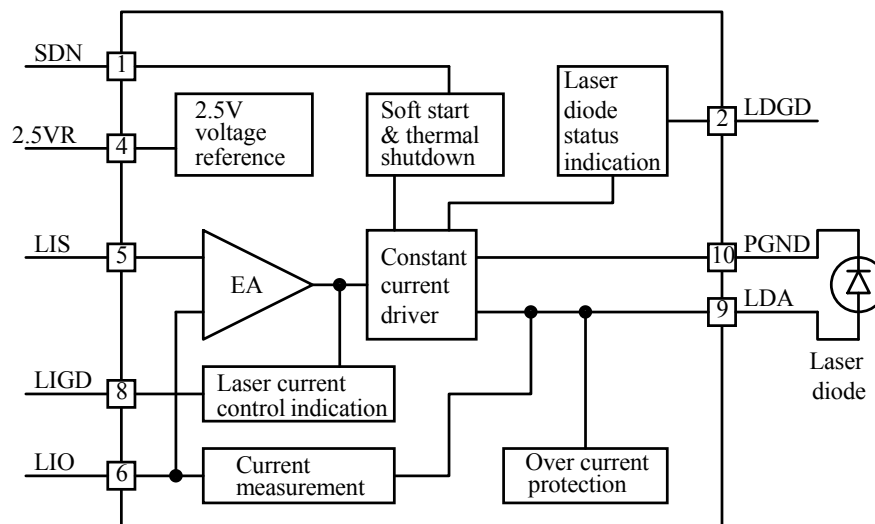 SDN
1
2.5VR
4
2.5V
voltage
reference
Soft start
& thermal
shutdown
Laser
diode
status
indication
2
LDGD
LIS
5
EA
Constant
current
driver
10
PGND
9
LDA
Laser
diode
LIGD
8
Laser current
control indication
LIO
6
Current
measurement
Over current
protection